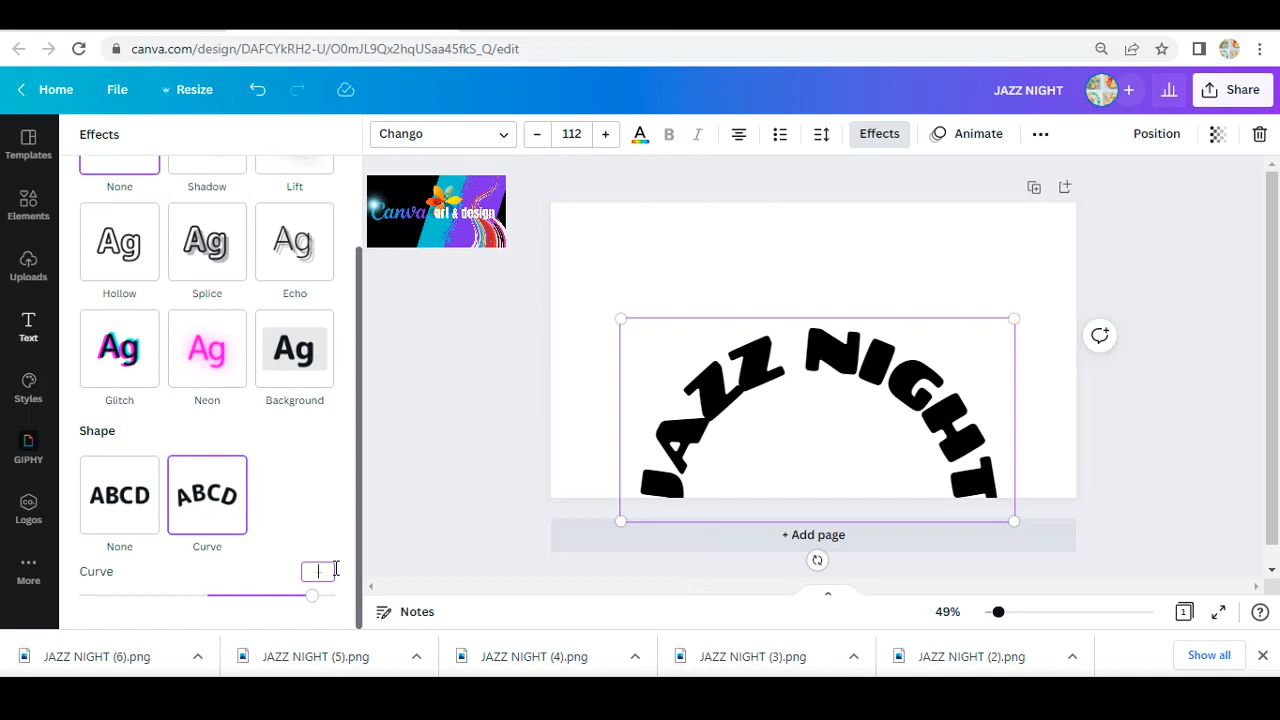 canva.com/design/DAFCYkRH2-U/O0mJL9Qx2hqUSaa45fkS_Q/edit
Home File Resize JAZZ NIGHT + Share
Effects Chango - 112 + A B I Effects Animate Position
Templates
Elements
Uploads
Text
Styles
GIPHY
Logos
More
None Shadow Lift
Ag Ag Ag
Hollow Splice Echo
Ag Ag Ag
Glitch Neon Background
Shape
ABCD ABCD
None Curve
Curve
Canva art & design
JAZZ NIGHT
+ Add page
Notes 49% 1
JAZZ NIGHT (6).png JAZZ NIGHT (5).png JAZZ NIGHT (4).png JAZZ NIGHT (3).png JAZZ NIGHT (2).png Show all